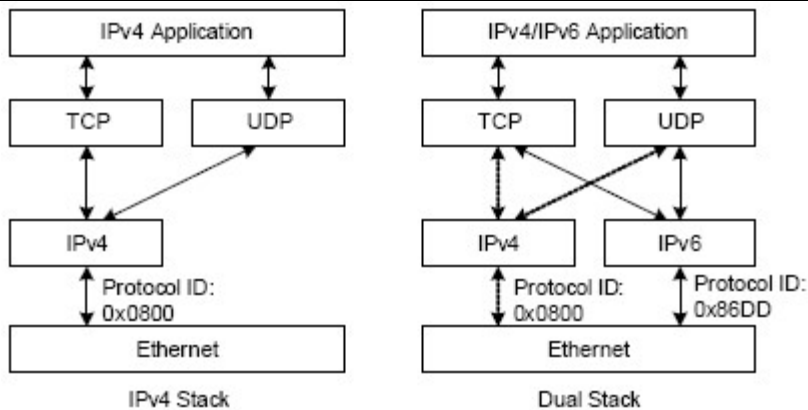 IPv4 Application
TCP
UDP
IPv4
Protocol ID:
0x0800
Ethernet
IPv4 Stack
IPv4/IPv6 Application
TCP
UDP
IPv4
IPv6
Protocol ID:
0x0800
Protocol ID:
0x86DD
Ethernet
Dual Stack